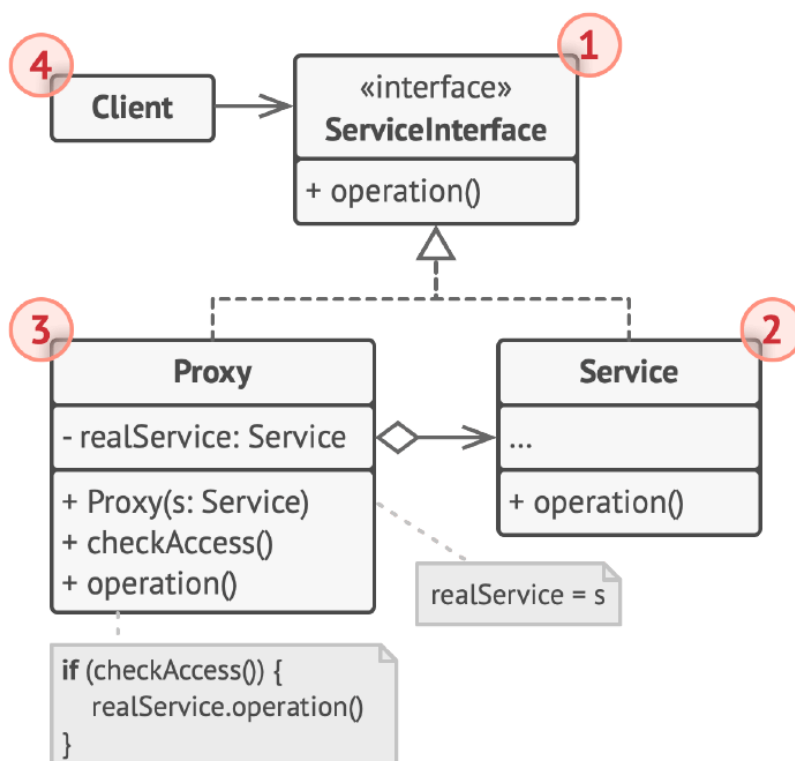 1
4
«interface»
Client
ServiceInterface
+ operation()
3
2
Proxy
Service
- realService: Service
...
+ Proxy(s: Service)
+ operation()
+ checkAccess()
+ operation()
realService = s
if (checkAccess()) {
realService.operation()
}